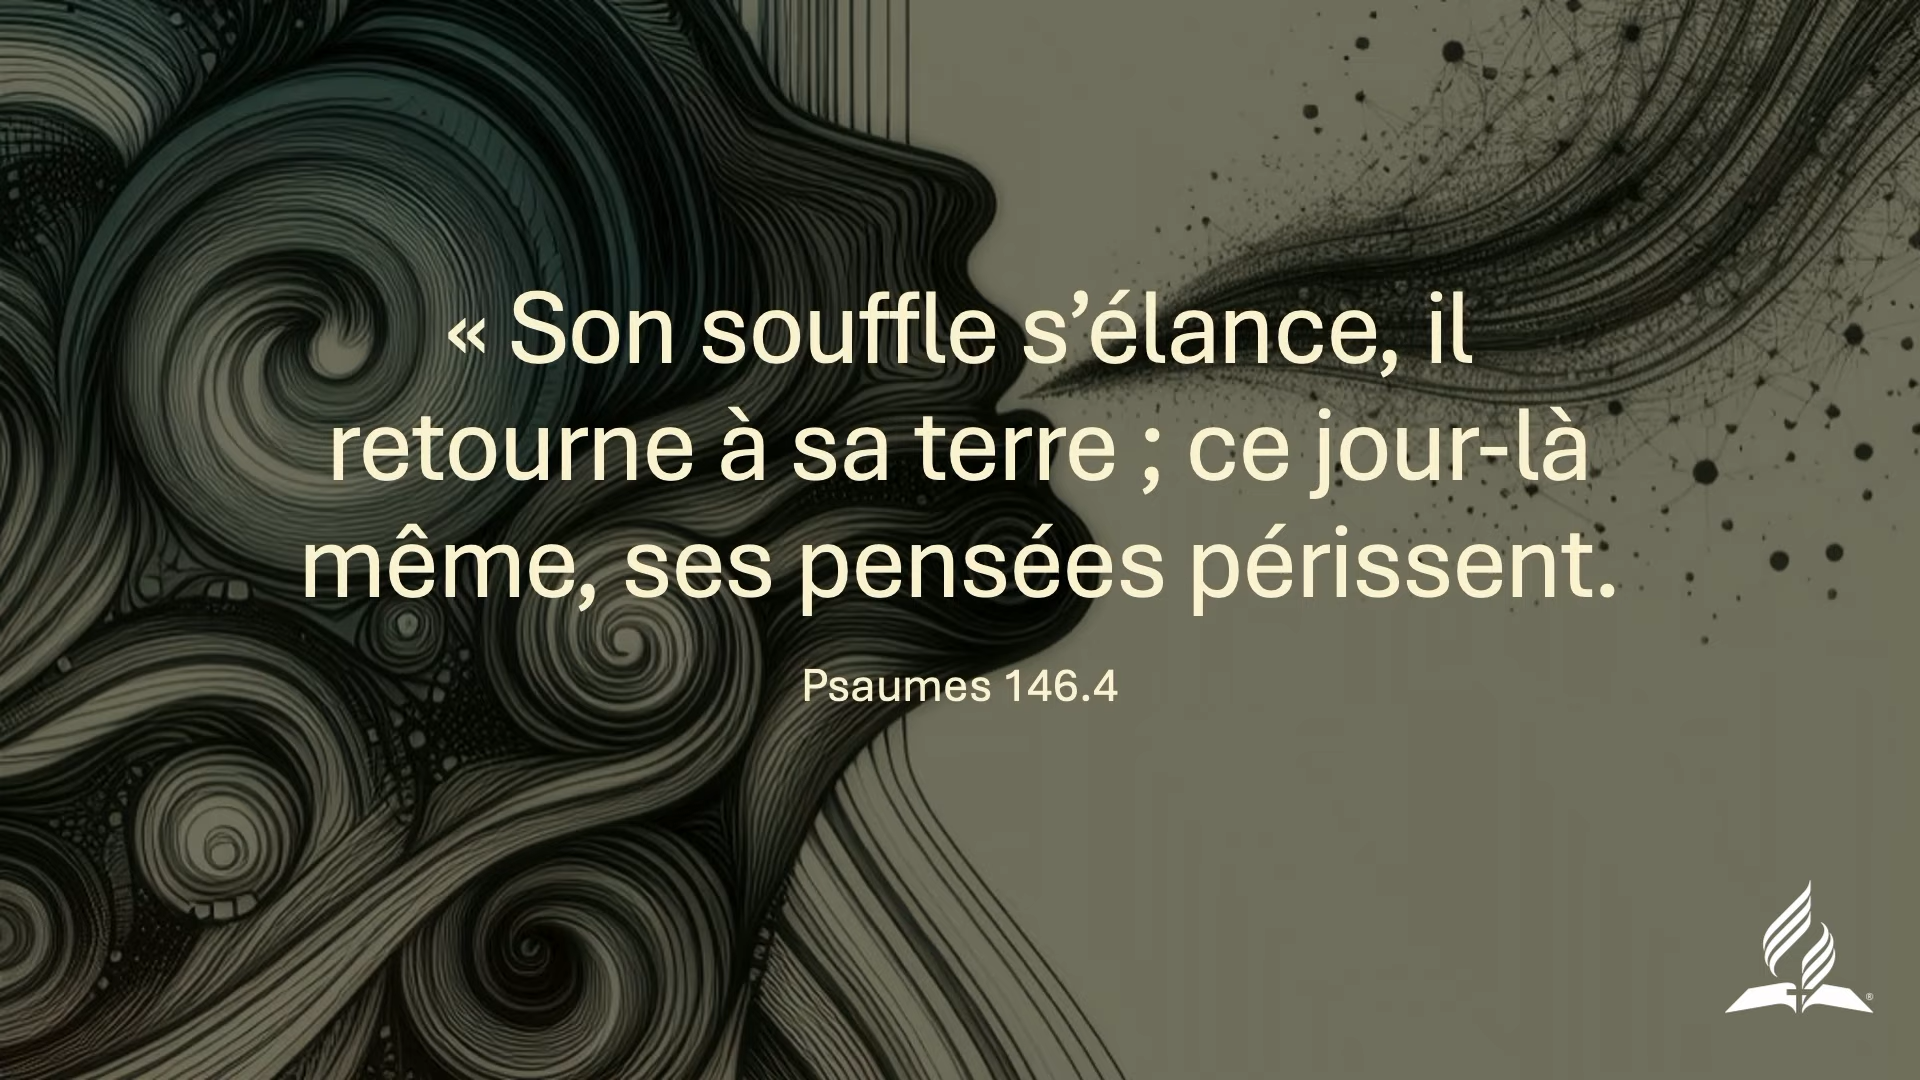 « Son souffle s’élance, il
retourne à sa terre ; ce jour-là
même, ses pensées périssent.
Psaumes 146.4
®